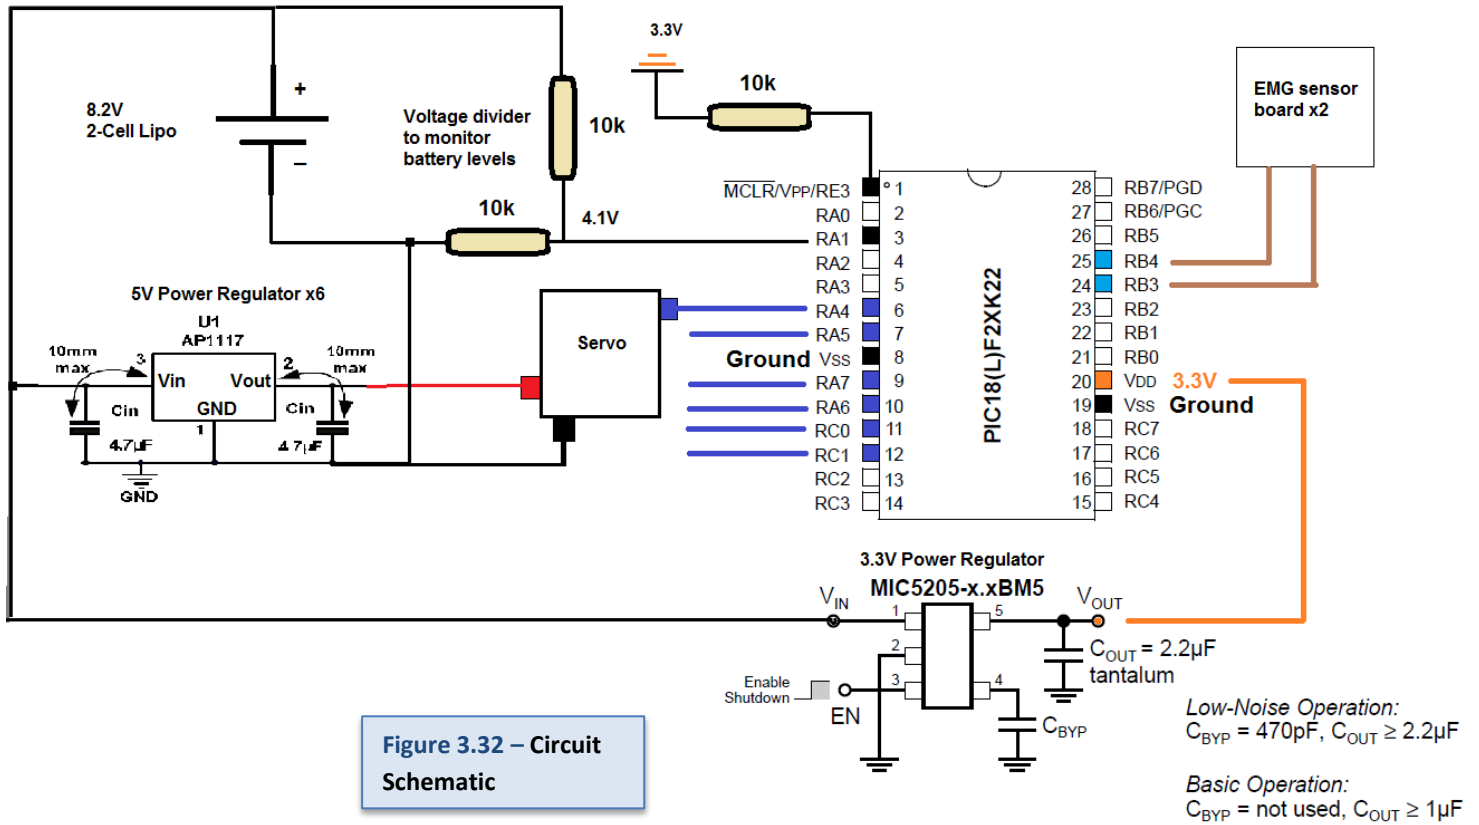 3.3V
10k
EMG sensor
board x2
8.2V
2-Cell Lipo
+
−
Voltage divider
to monitor
battery levels
10k
10k
4.1V
MCLR/VPP/RE3
RA0
RA1
RA2
RA3
RA4
RA5
Ground Vss
RA7
RA6
RC0
RC1
RC2
RC3
1
2
3
4
5
6
7
8
9
10
11
12
13
14
PIC18(L)F2XK22
28 RB7/PGD
27 RB6/PGC
26 RB5
25 RB4
24 RB3
23 RB2
22 RB1
21 RB0
20 VDD 3.3V
19 Vss Ground
18 RC7
17 RC6
16 RC5
15 RC4
5V Power Regulator x6
U1
AP1117
10mm
max
3
2
10mm
max
Vin Vout
GND
1
Cin
4.7µF
Cin
4.7µF
GND
Servo
3.3V Power Regulator
MIC5205-x.xBM5
VIN
1
2
3
5
4
VOUT
COUT = 2.2µF
tantalum
Enable
Shutdown
EN
CBYP
Low-Noise Operation:
CBYP = 470pF, COUT ≥ 2.2µF
Basic Operation:
CBYP = not used, COUT ≥ 1µF
Figure 3.32 – Circuit
Schematic